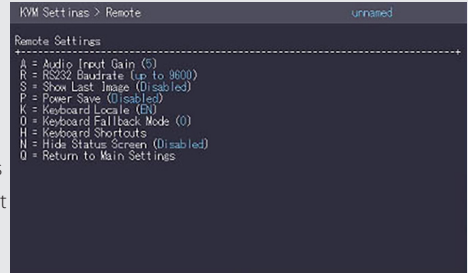 KVM Settings > Remote unnamed
Remote Settings
A = Audio Input Gain (5)
R = RS232 Baudrate (up to 9600)
S = Show Last Image (Disabled)
P = Power Save (Disabled)
K = Keyboard Locale (EN)
O = Keyboard Fallback Mode (0)
H = Keyboard Shortcuts
N = Hide Status Screen (Disabled)
Q = Return to Main Settings
s
t